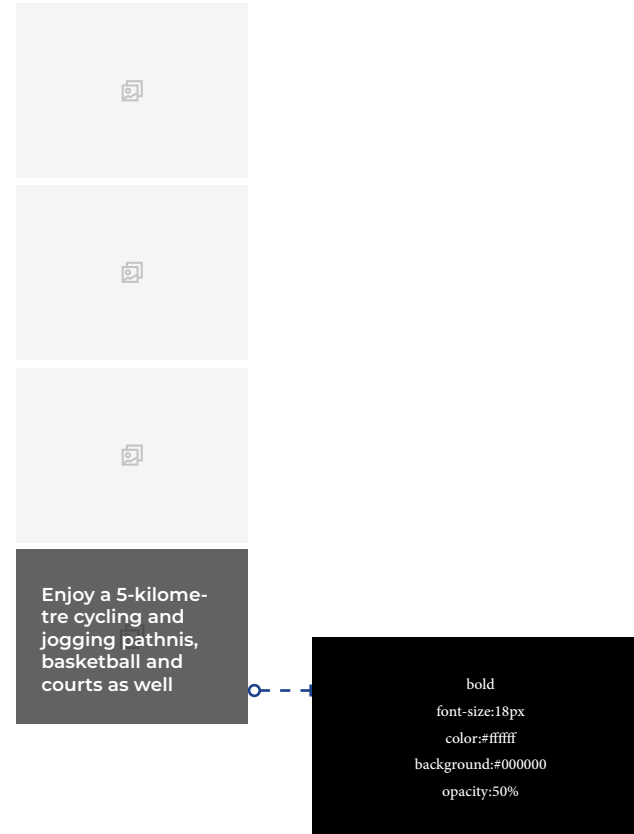 Enjoy a 5-kilome-
tre cycling and
jogging pathnis,
basketball and
courts as well
bold
font-size:18px
color:#ffffff
background:#000000
opacity:50%